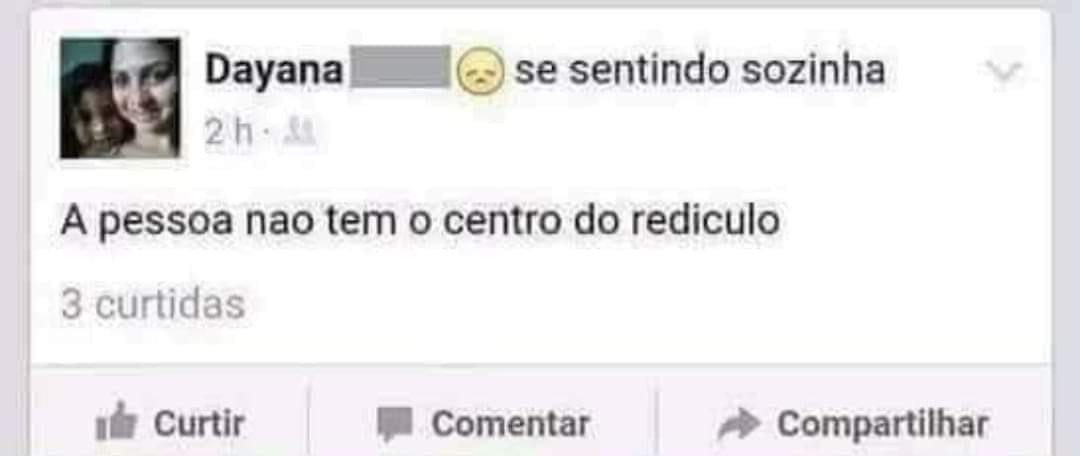 Dayana se sentindo sozinha
2 h ·
A pessoa nao tem o centro do rediculo
3 curtidas
Curtir Comentar Compartilhar